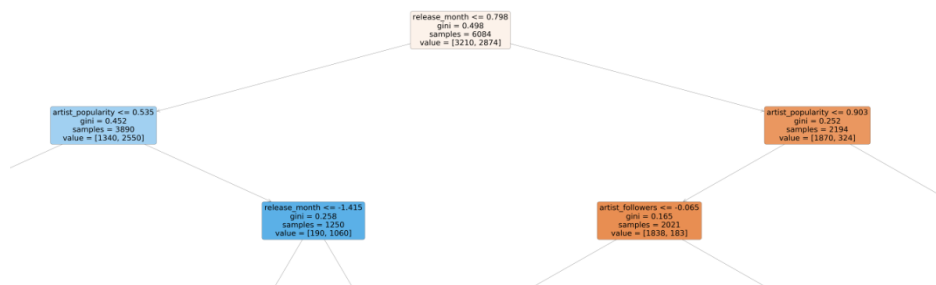 release_month <= 0.798
gini = 0.498
samples = 6084
value = [3210, 2874]
artist_popularity <= 0.535
gini = 0.452
samples = 3890
value = [1340, 2550]
artist_popularity <= 0.903
gini = 0.252
samples = 2194
value = [1870, 324]
release_month <= -1.415
gini = 0.258
samples = 1250
value = [190, 1060]
artist_followers <= -0.065
gini = 0.165
samples = 2021
value = [1838, 183]